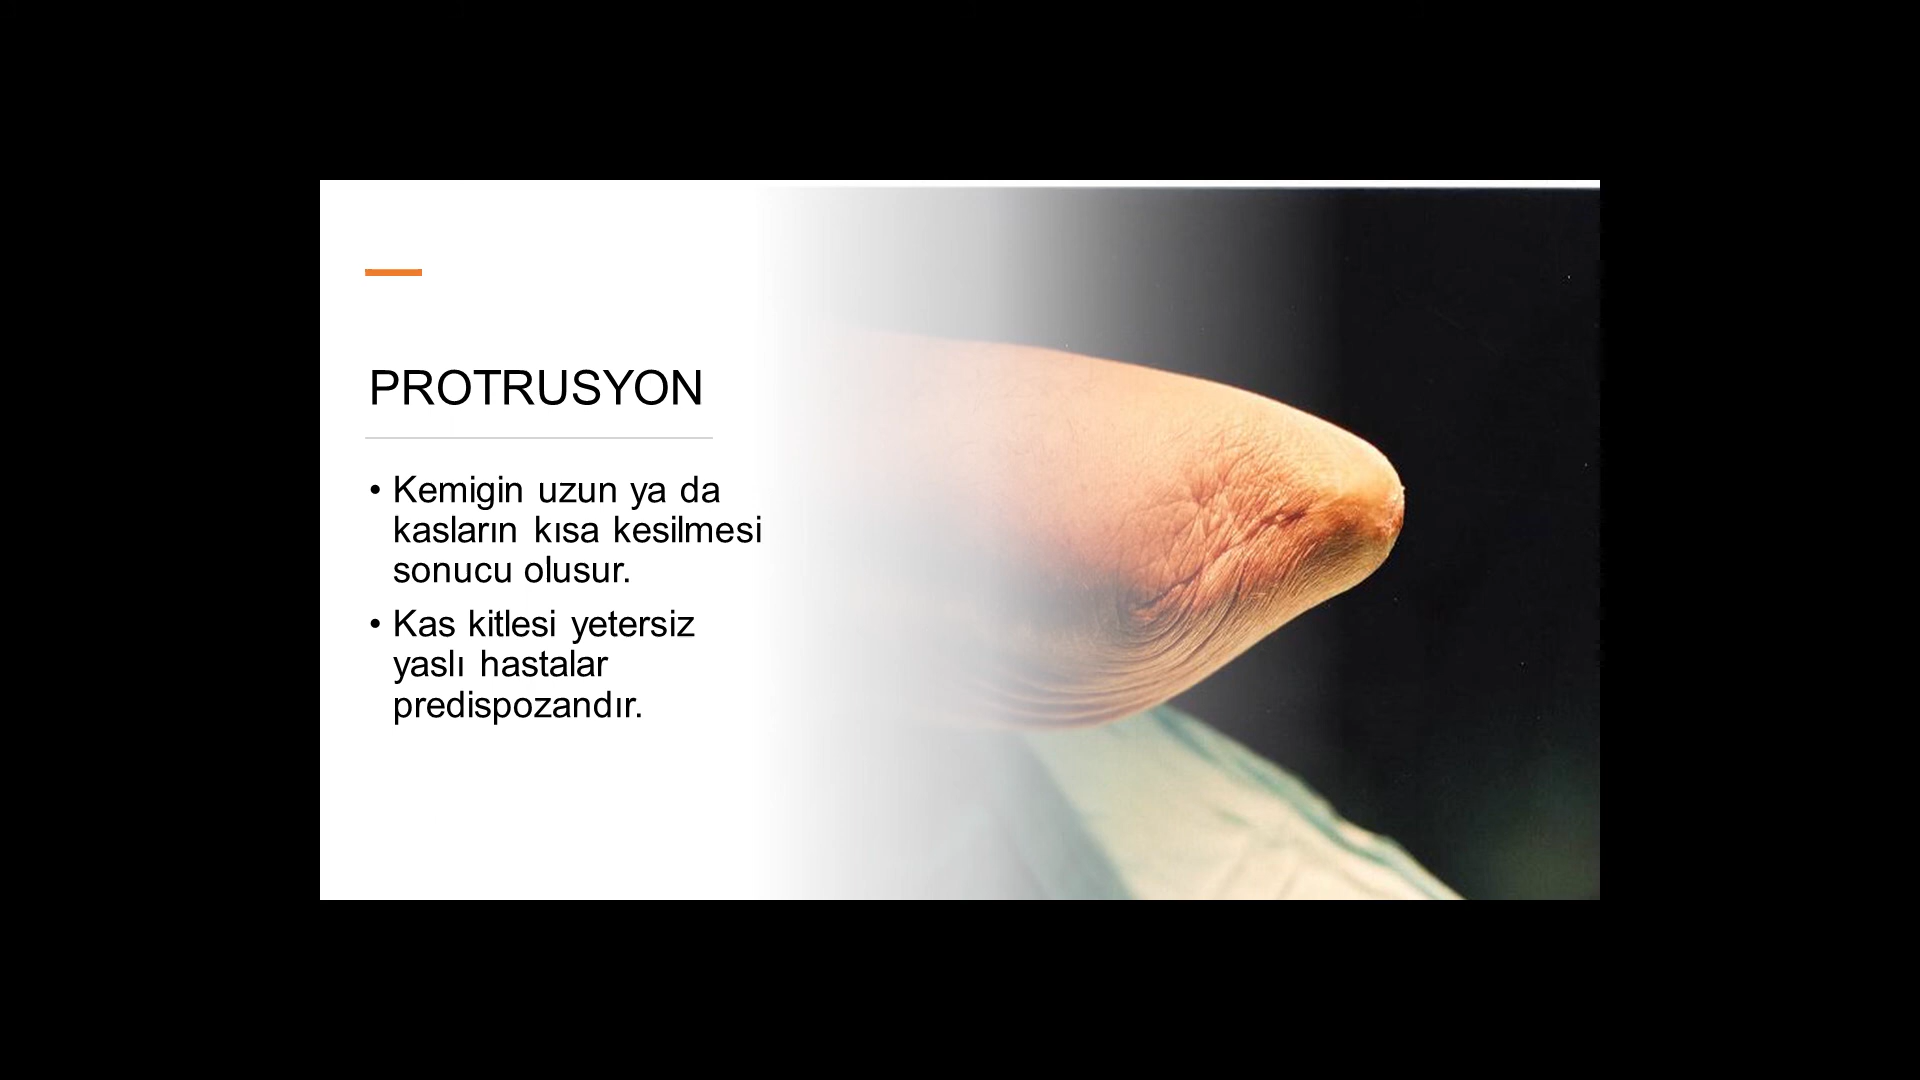 PROTRUSYON
• Kemigin uzun ya da
kasların kısa kesilmesi
sonucu olusur.
• Kas kitlesi yetersiz
yaslı hastalar
predispozandır.